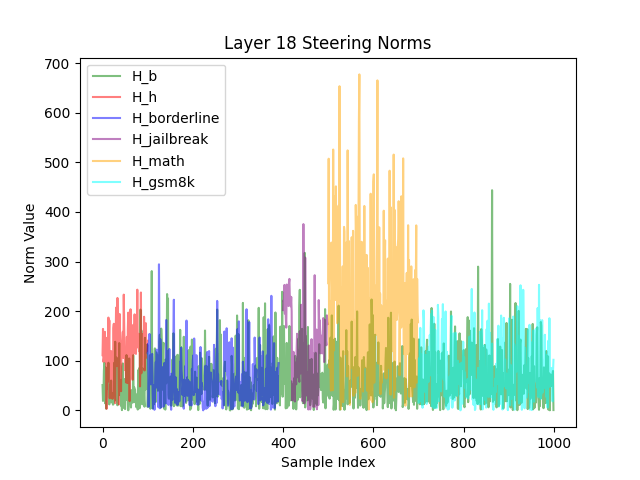 Layer 18 Steering Norms
H_b
H_h
H_borderline
H_jailbreak
H_math
H_gsm8k
700
600
500
400
300
200
100
0
Norm Value
0 200 400 600 800 1000
Sample Index